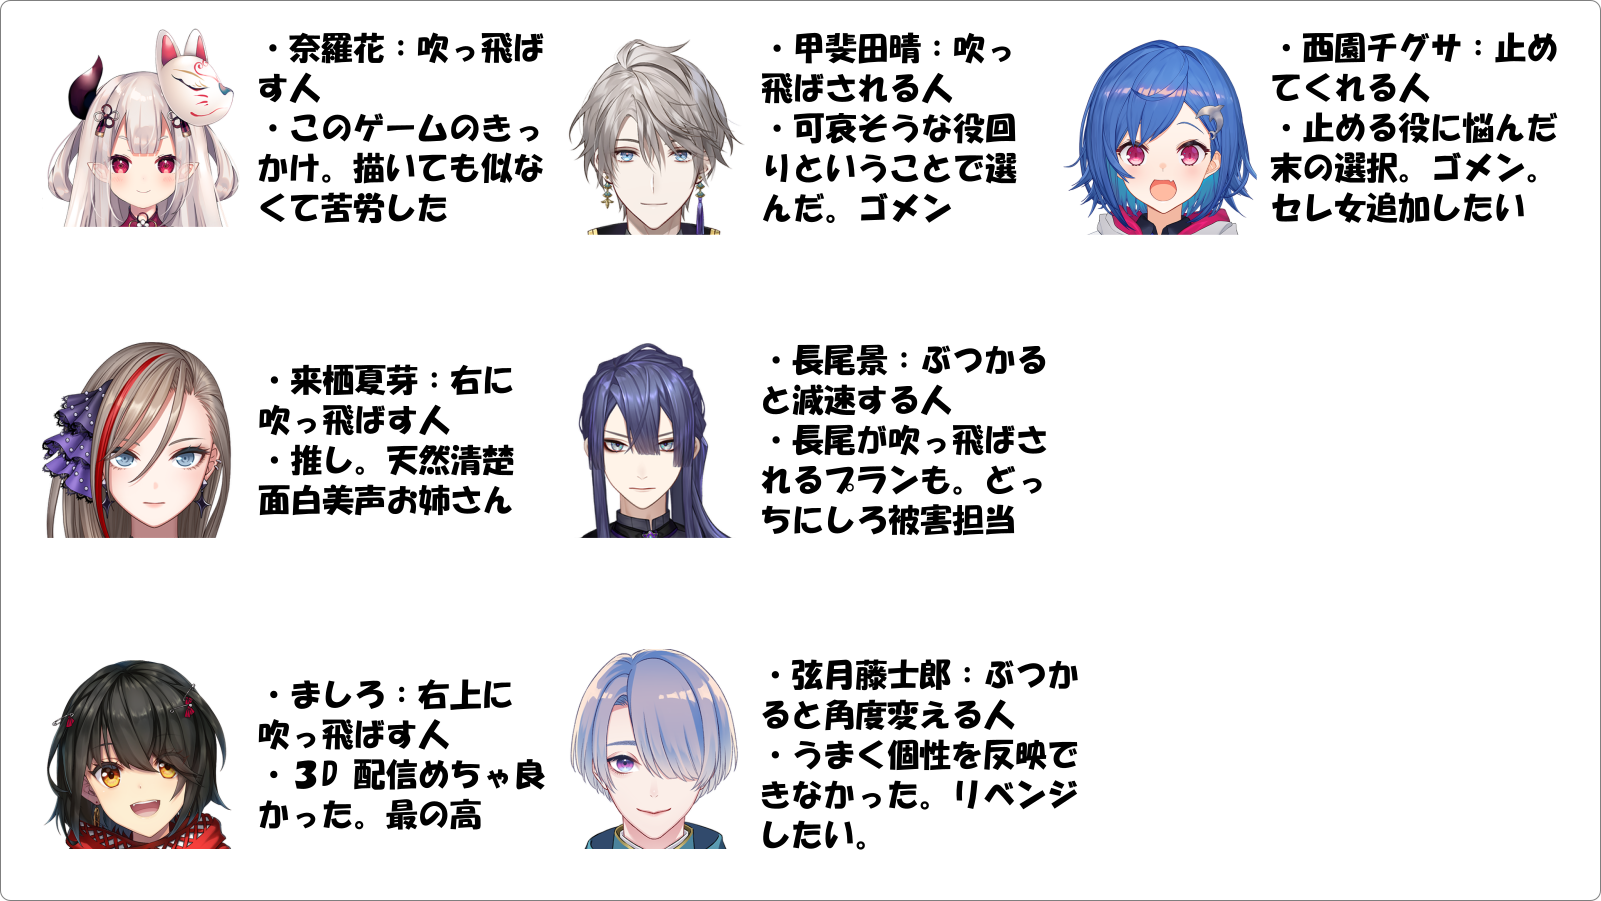 ・奈羅花：吹っ飛ば
す人
・このゲームのきっ
かけ。描いても似な
くて苦労した
・甲斐田晴：吹っ
飛ばされる人
・可哀そうな役回
りということで選
んだ。ゴメン
・西園チグサ：止め
てくれる人
・止める役に悩んだ
末の選択。ゴメン。
セレ女追加したい
・来栖夏芽：右に
吹っ飛ばす人
・推し。天然清楚
面白美声お姉さん
・長尾景：ぶつかる
と減速する人
・長尾が吹っ飛ばさ
れるプランも。どっ
ちにしろ被害担当
・ましろ：右上に
吹っ飛ばす人
・３D 配信めちゃ良
かった。最の高
・弦月藤士郎：ぶつか
ると角度変える人
・うまく個性を反映で
きなかった。リベンジ
したい。